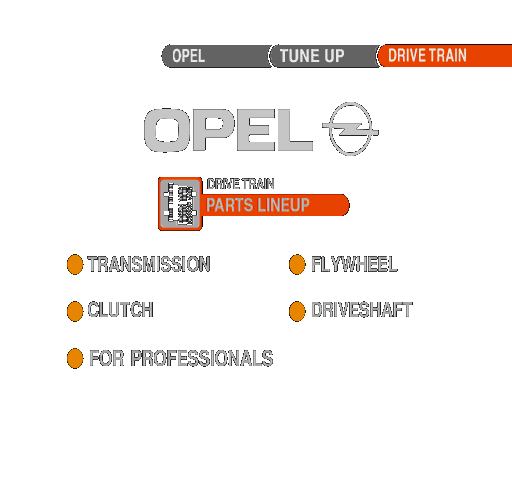 OPEL TUNE UP DRIVE TRAIN
OPEL
DRIVE TRAIN
PARTS LINEUP
TRANSMISSION FLYWHEEL
CLUTCH DRIVESHAFT
FOR PROFESSIONALS